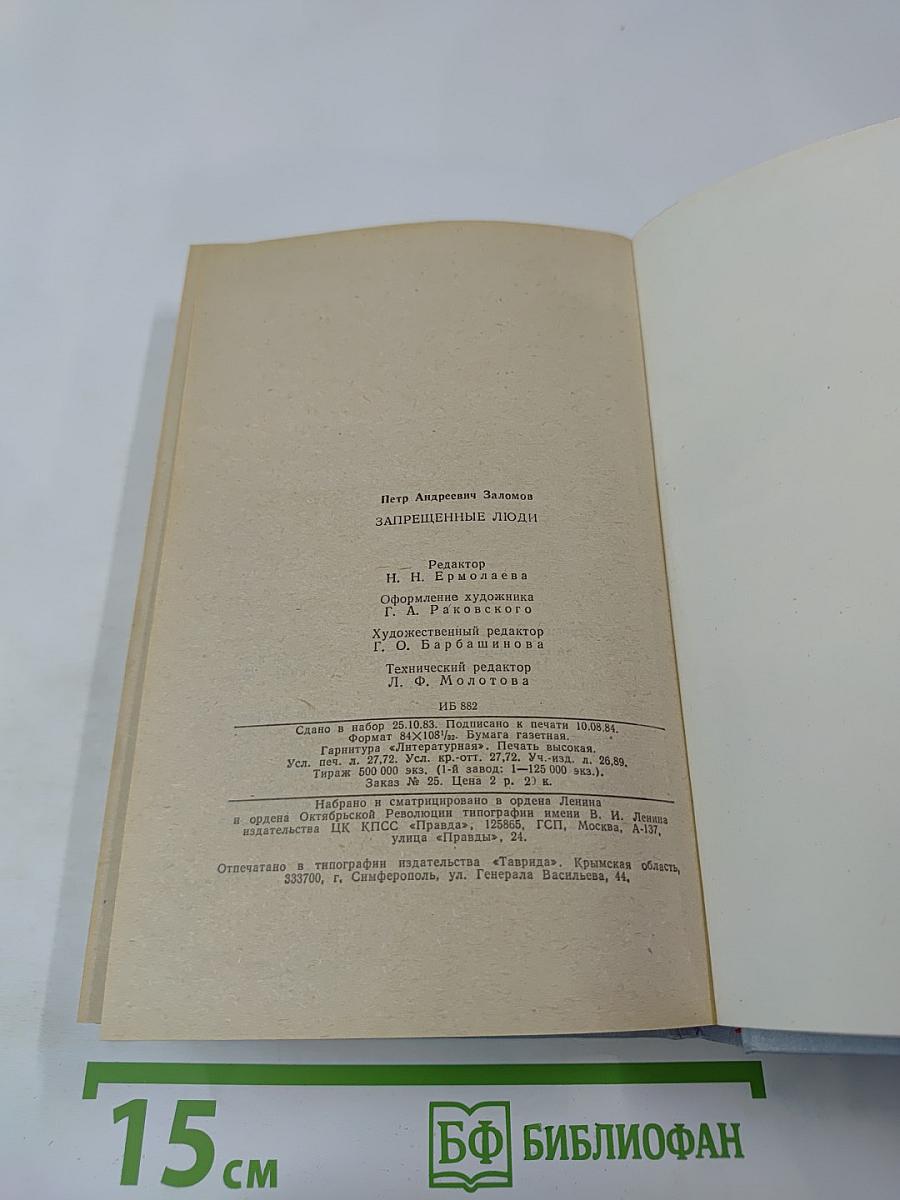 Петр Андреевич Заломов
ЗАПРЕЩЕННЫЕ ЛЮДИ
Редактор
Н. Н. Ермолаева
Оформление художника
Г. А. Раковского
Художественный редактор
Г. О. Барбашинова
Технический редактор
Л. Ф. Молотова
ИБ 882
Сдано в набор 25.10.83. Подписано к печати 10.08.84.
Формат 84×108¹/₃₂. Бумага газетная.
Гарнитура «Литературная». Печать высокая.
Усл. печ. л. 27,72. Усл. кр.-отт. 27,72. Уч.-изд. л. 26,89.
Тираж 500 000 экз. (1-й завод: 1—125 000 экз.).
Заказ № 25. Цена 2 р. 20 к.
Набрано и сматрицировано в ордена Ленина
и ордена Октябрьской Революции типографии имени В. И. Ленина
издательства ЦК КПСС «Правда», 125865, ГСП, Москва, А-137,
улица «Правды», 24.
Отпечатано в типографии издательства «Таврида». Крымская область,
333700, г. Симферополь, ул. Генерала Васильева, 44.
15 см
БФ БИБЛИОФАН